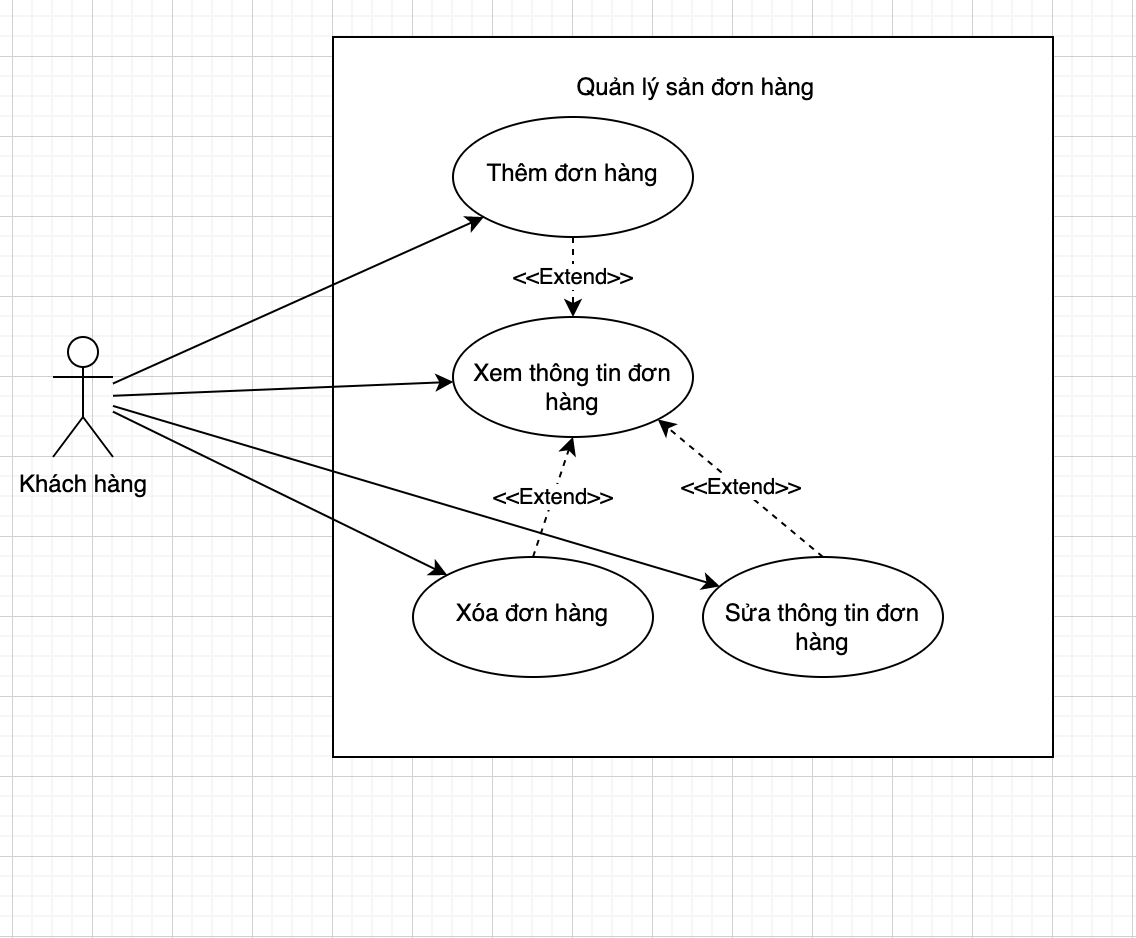 Quản lý sản đơn hàng
Thêm đơn hàng
<<Extend>>
Xem thông tin đơn
hàng
Khách hàng
<<Extend>>
<<Extend>>
Xóa đơn hàng
Sửa thông tin đơn
hàng